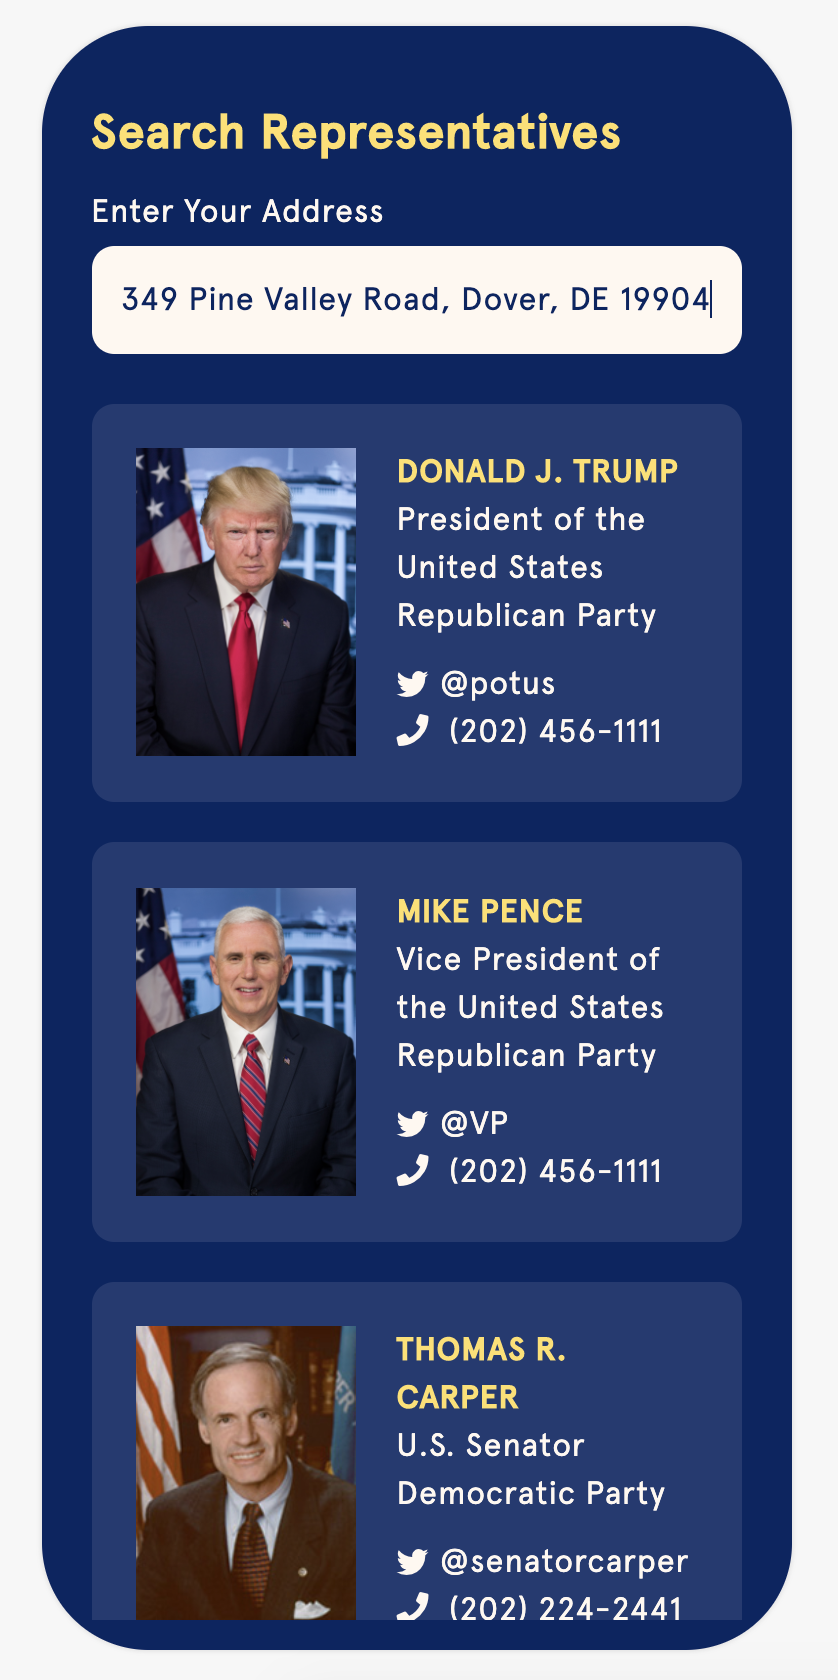 Search Representatives
Enter Your Address
349 Pine Valley Road, Dover, DE 19904
DONALD J. TRUMP
President of the
United States
Republican Party
@potus
(202) 456-1111
MIKE PENCE
Vice President of
the United States
Republican Party
@VP
(202) 456-1111
THOMAS R.
CARPER
U.S. Senator
Democratic Party
@senatorcarper
(202) 224-2441